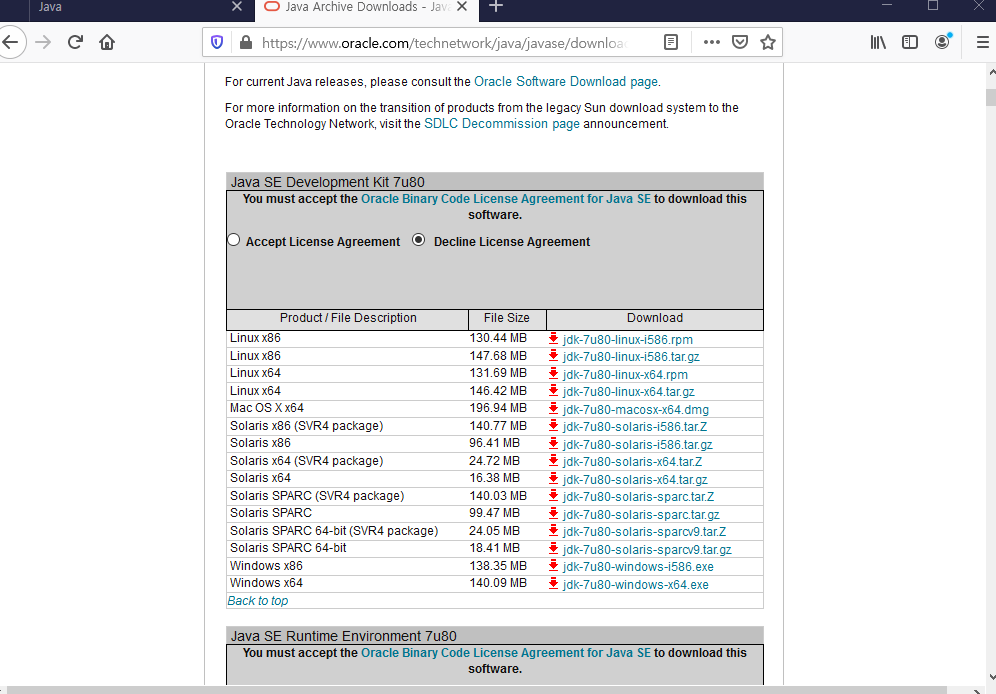 Java
Java Archive Downloads - Java
https://www.oracle.com/technetwork/java/javase/downloa
For current Java releases, please consult the Oracle Software Download page.
For more information on the transition of products from the legacy Sun download system to the
Oracle Technology Network, visit the SDLC Decommission page announcement.
Java SE Development Kit 7u80
You must accept the Oracle Binary Code License Agreement for Java SE to download this
software.
Accept License Agreement Decline License Agreement
Product / File Description File Size Download
Linux x86 130.44 MB jdk-7u80-linux-i586.rpm
Linux x86 147.68 MB jdk-7u80-linux-i586.tar.gz
Linux x64 131.69 MB jdk-7u80-linux-x64.rpm
Linux x64 146.42 MB jdk-7u80-linux-x64.tar.gz
Mac OS X x64 196.94 MB jdk-7u80-macosx-x64.dmg
Solaris x86 (SVR4 package) 140.77 MB jdk-7u80-solaris-i586.tar.Z
Solaris x86 96.41 MB jdk-7u80-solaris-i586.tar.gz
Solaris x64 (SVR4 package) 24.72 MB jdk-7u80-solaris-x64.tar.Z
Solaris x64 16.38 MB jdk-7u80-solaris-x64.tar.gz
Solaris SPARC (SVR4 package) 140.03 MB jdk-7u80-solaris-sparc.tar.Z
Solaris SPARC 99.47 MB jdk-7u80-solaris-sparc.tar.gz
Solaris SPARC 64-bit (SVR4 package) 24.05 MB jdk-7u80-solaris-sparcv9.tar.Z
Solaris SPARC 64-bit 18.41 MB jdk-7u80-solaris-sparcv9.tar.gz
Windows x86 138.35 MB jdk-7u80-windows-i586.exe
Windows x64 140.09 MB jdk-7u80-windows-x64.exe
Back to top
Java SE Runtime Environment 7u80
You must accept the Oracle Binary Code License Agreement for Java SE to download this
software.